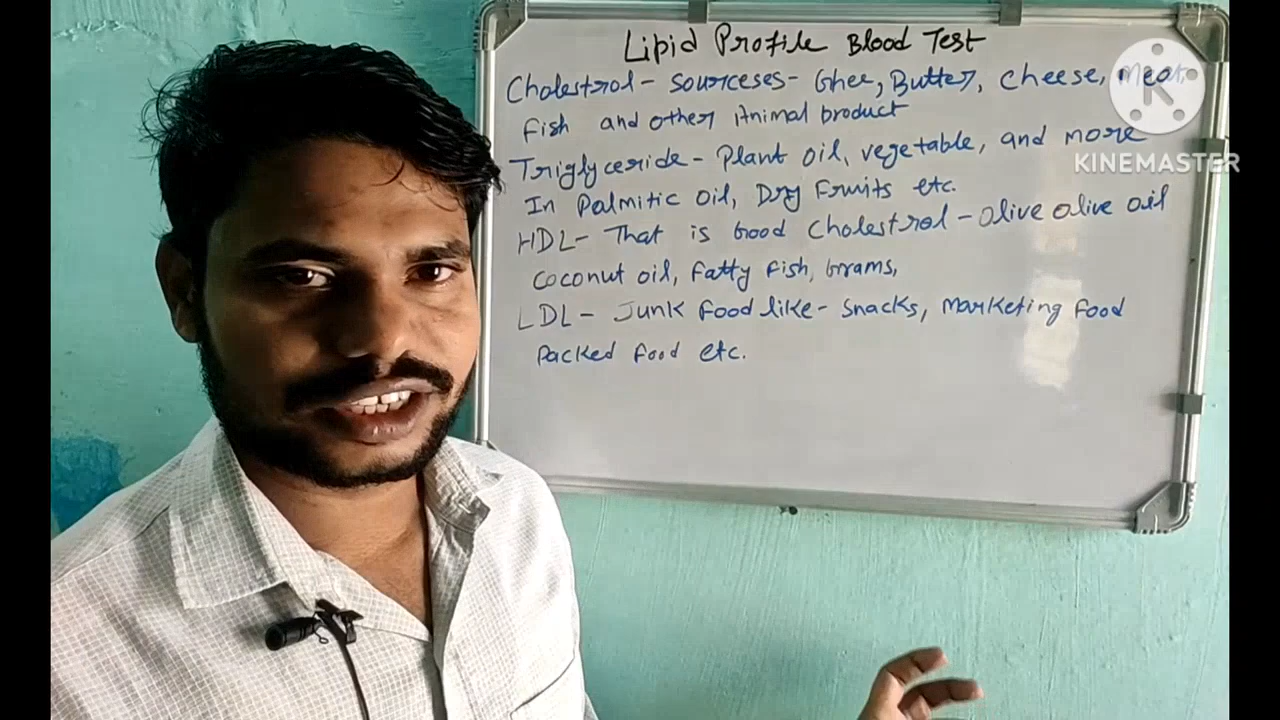 Lipid Profile Blood Test
Cholestrol - sourceses - Ghee, Butter, cheese, meat,
fish and other Animal product
Triglyceride - Plant oil, vegetable, and more
In Palmitic oil, Dry Fruits etc.
HDL - That is Good Cholestrol - Olive Olive oil
Coconut oil, fatty fish, Grams,
LDL - Junk food like - snacks, marketing food
Packed food etc.
K
KINEMASTER